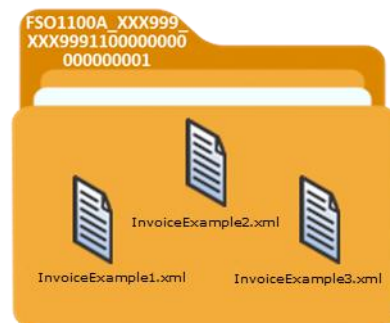 FSO1100A_XXX999_
XXX9991100000000
000000001
InvoiceExample2.xml
InvoiceExample1.xml
InvoiceExample3.xml